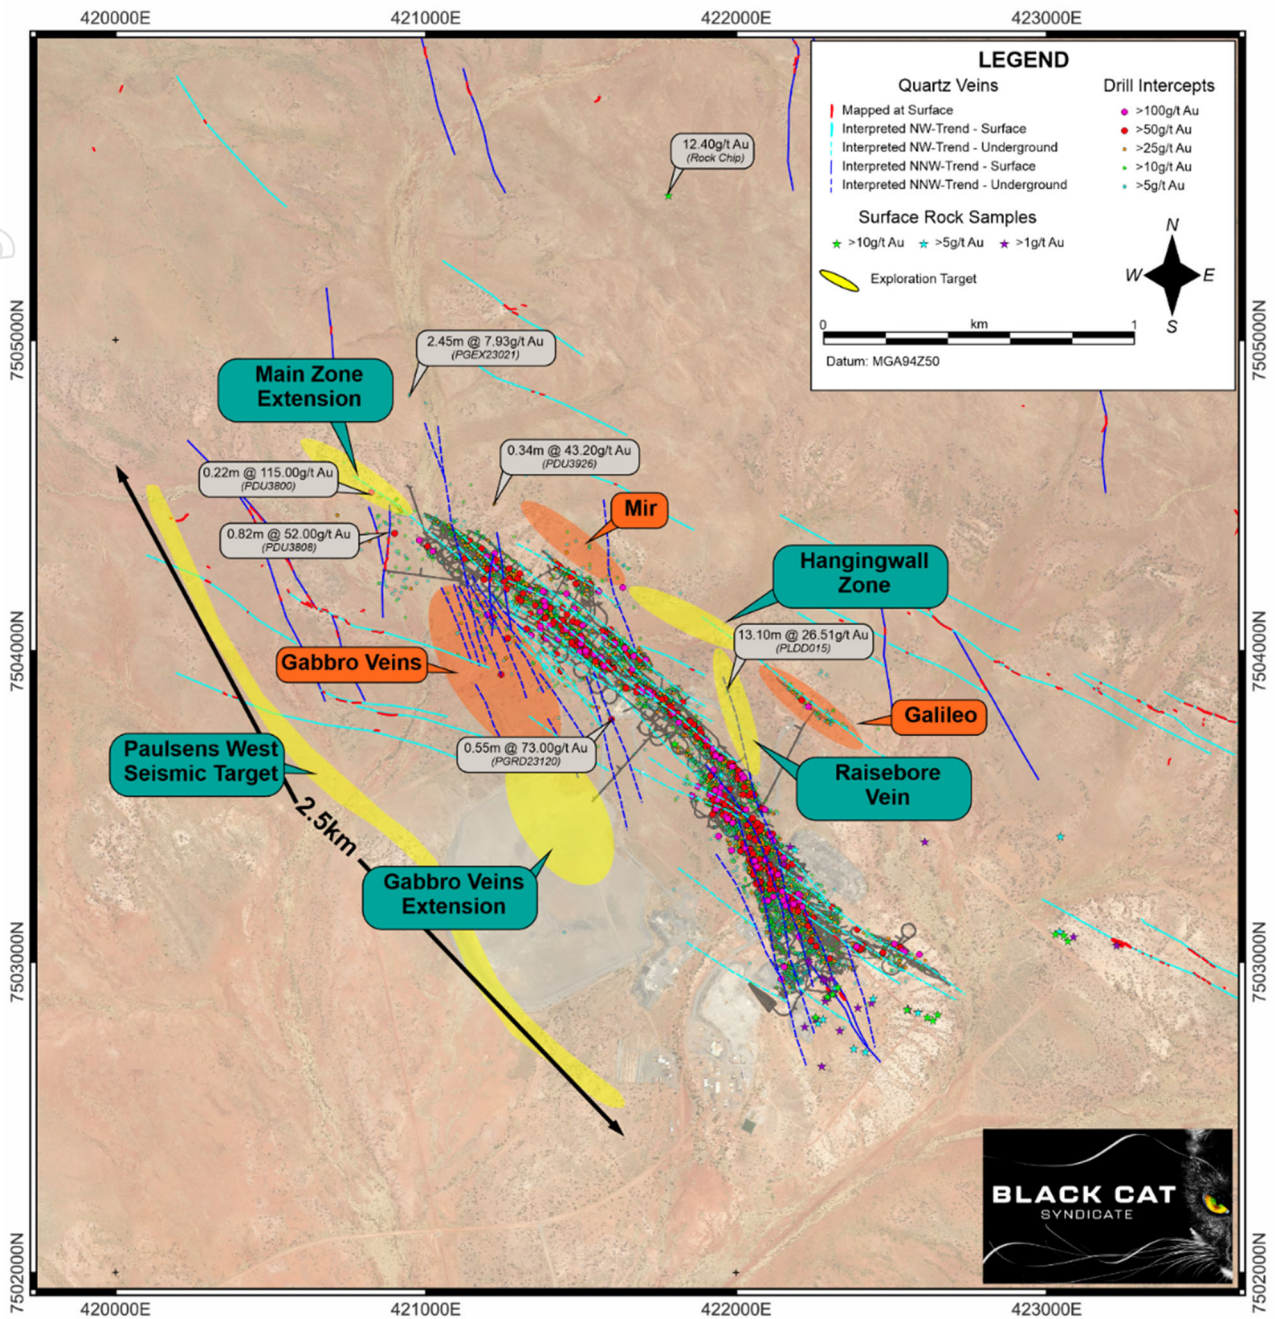 420000E
421000E
422000E
423000E
LEGEND
Quartz Veins
Drill Intercepts
Mapped at Surface
>100g/t Au
Interpreted NW-Trend - Surface
>50g/t Au
Interpreted NW-Trend - Underground
>25g/t Au
Interpreted NNW-Trend - Surface
>10g/t Au
Interpreted NNW-Trend - Underground
>5g/t Au
Surface Rock Samples
>10g/t Au
>5g/t Au
>1g/t Au
Exploration Target
N
W
E
S
0
km
1
Datum: MGA94Z50
12.40g/t Au
(Rock Chip)
7505000N
7505000N
2.45m @ 7.93g/t Au
(PGEX23021)
Main Zone
Extension
0.34m @ 43.20g/t Au
(PDU3926)
0.22m @ 115.00g/t Au
(PDU3800)
Mir
0.82m @ 52.00g/t Au
(PDU3808)
Hangingwall
Zone
7504000N
7504000N
13.10m @ 26.51g/t Au
(PLDD015)
Gabbro Veins
Galileo
0.55m @ 73.00g/t Au
(PGRD23120)
Paulsens West
Seismic Target
Raisebore
Vein
2.5km
Gabbro Veins
Extension
7503000N
7503000N
BLACK CAT
SYNDICATE
7502000N
7502000N
420000E
421000E
422000E
423000E